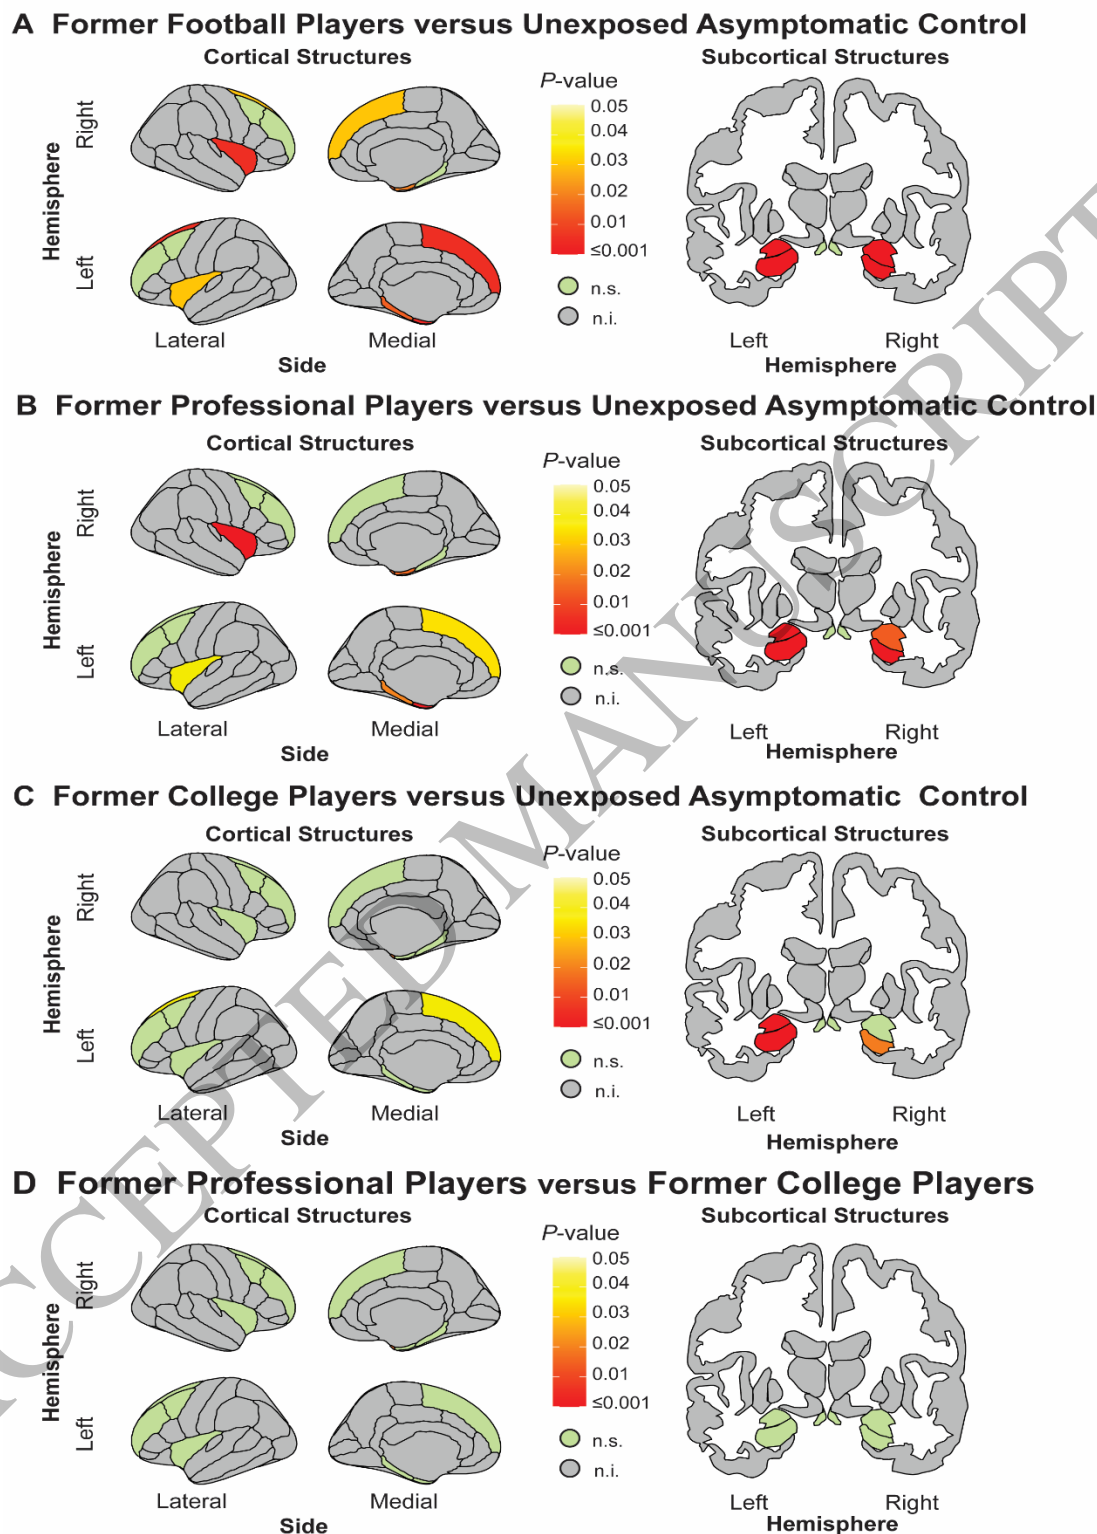 A Former Football Players versus Unexposed Asymptomatic Control
Cortical Structures
Subcortical Structures
Hemisphere
Right
Left
P-value
0.05
0.04
0.03
0.02
0.01
≤0.001
n.s.
n.i.
Lateral
Medial
Side
Left
Right
Hemisphere
B Former Professional Players versus Unexposed Asymptomatic Control
Cortical Structures
Subcortical Structures
Hemisphere
Right
Left
P-value
0.05
0.04
0.03
0.02
0.01
≤0.001
n.s.
n.i.
Lateral
Medial
Side
Left
Right
Hemisphere
C Former College Players versus Unexposed Asymptomatic Control
Cortical Structures
Subcortical Structures
Hemisphere
Right
Left
P-value
0.05
0.04
0.03
0.02
0.01
≤0.001
n.s.
n.i.
Lateral
Medial
Side
Left
Right
Hemisphere
D Former Professional Players versus Former College Players
Cortical Structures
Subcortical Structures
Hemisphere
Right
Left
P-value
0.05
0.04
0.03
0.02
0.01
≤0.001
n.s.
n.i.
Lateral
Medial
Side
Left
Right
Hemisphere
CCEPTED MANUSCRIPT